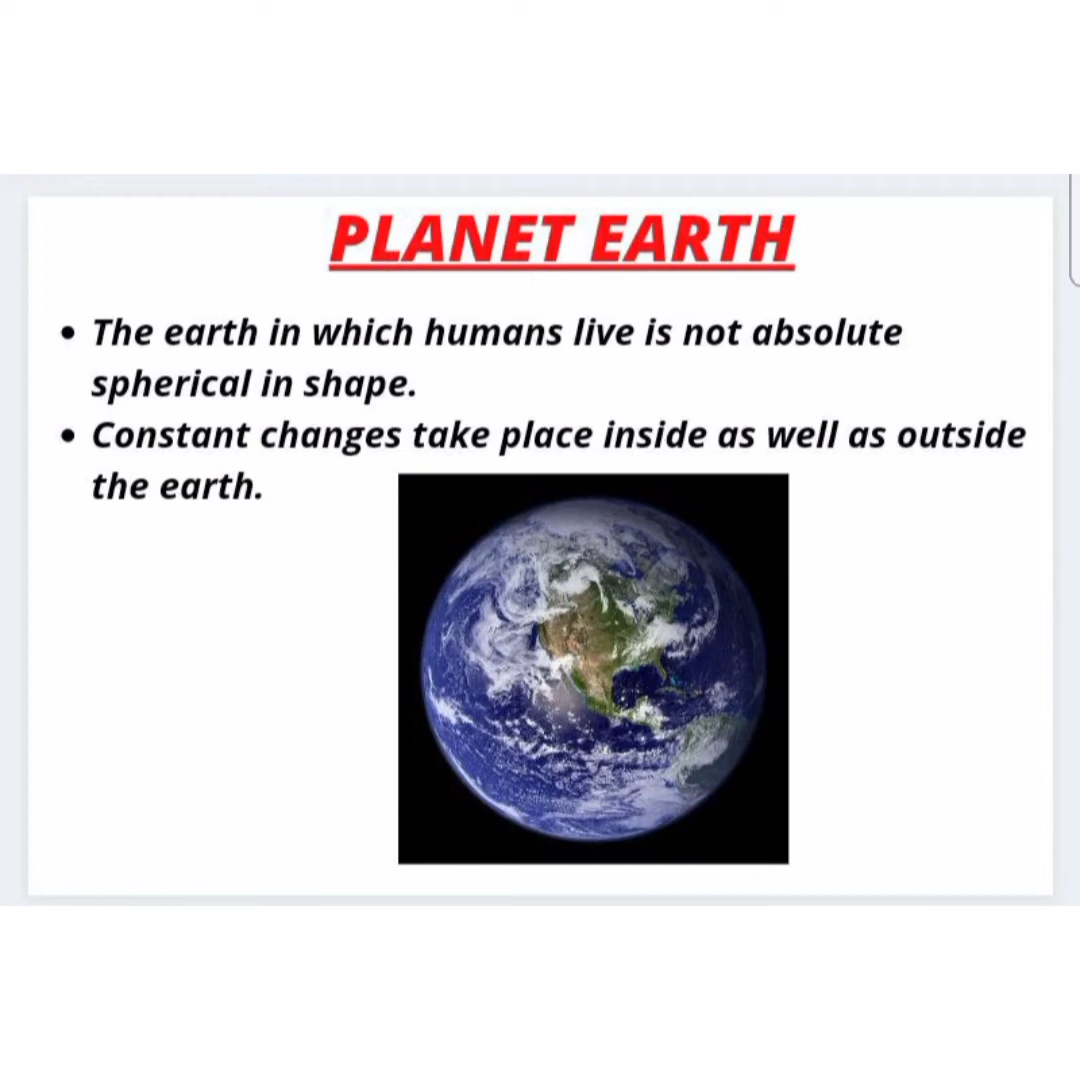 PLANET EARTH
• The earth in which humans live is not absolute
spherical in shape.
• Constant changes take place inside as well as outside
the earth.